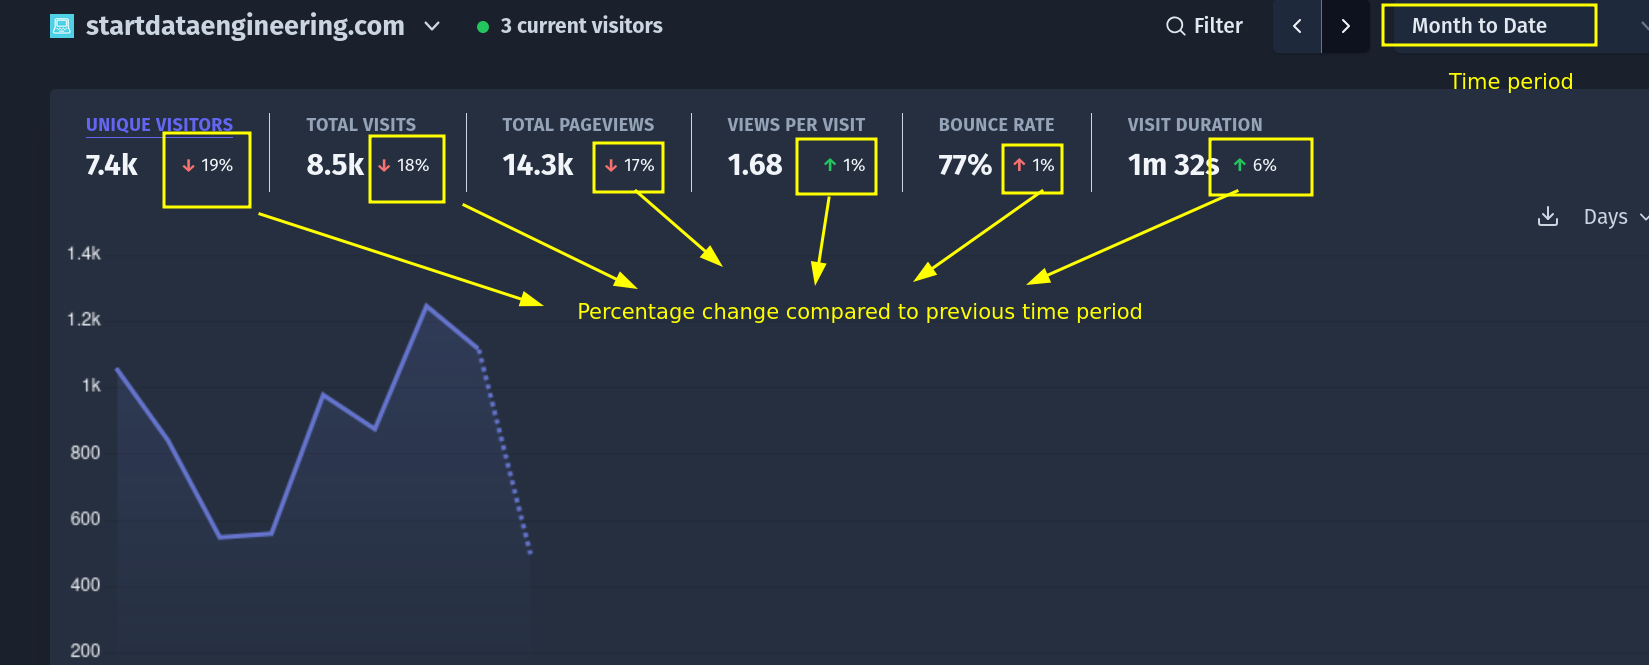 startdataengineering.com
3 current visitors
Filter
Month to Date
Time period
UNIQUE VISITORS
7.4k ↓ 19%
TOTAL VISITS
8.5k ↓ 18%
TOTAL PAGEVIEWS
14.3k ↓ 17%
VIEWS PER VISIT
1.68 ↑ 1%
BOUNCE RATE
77% ↑ 1%
VISIT DURATION
1m 32s ↑ 6%
Days
Percentage change compared to previous time period
1.4k
1.2k
1k
800
600
400
200